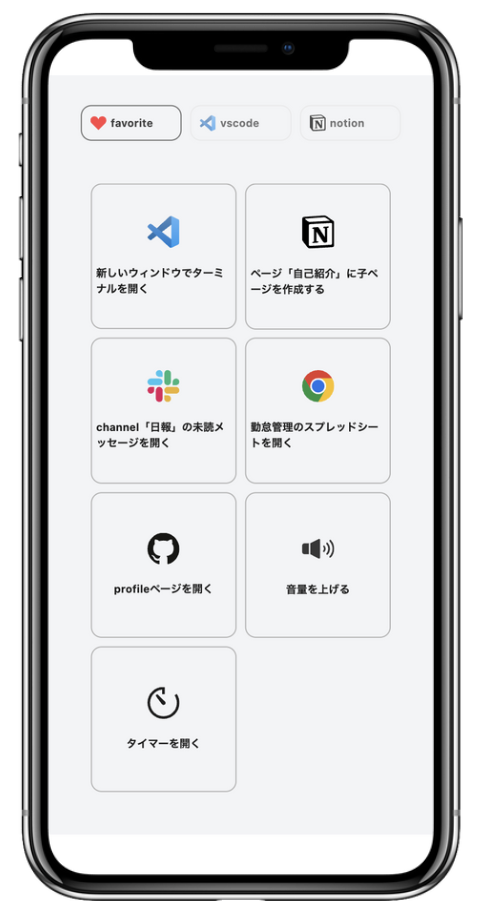 favorite
vscode
notion
新しいウィンドウでターミ
ナルを開く
ページ「自己紹介」に子ペ
ージを作成する
channel「日報」の未読メ
ッセージを開く
勤怠管理のスプレッドシー
トを開く
profileページを開く
音量を上げる
タイマーを開く